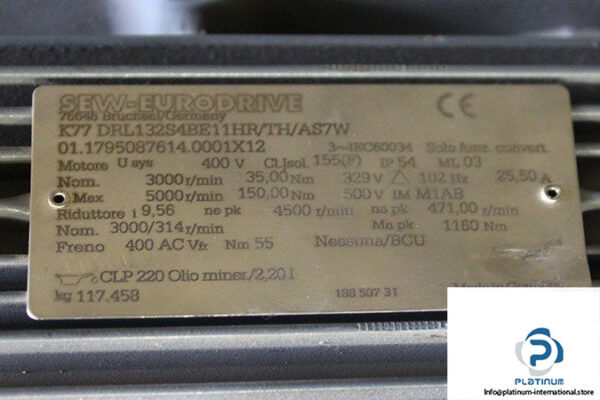 SEW-EURODRIVE
76646 Bruchsal/Germany
K77 DRL132S4BE11HR/TH/AS7W
01.1795087614.0001X12 3~IEC60034 Solo funz. convert.
Motore U sys 400 V Cl.Isol. 155(F) IP 54 ML 03
Nom. 3000 r/min 35,00 Nm 329 V △ 102 Hz 25,50 A
Max 5000 r/min 150,00 Nm 500 V IM M1AB
Riduttore i 9,56 ne pk 4500 r/min na pk 471,00 r/min
Nom. 3000/314 r/min Ma pk 1160 Nm
Freno 400 AC Vfr Nm 55 Nessuna/BCU
CLP 220 Olio miner./2,20 l
kg 117.458 188 507 31 Made in
PLATINUM
info@platinum-international.store